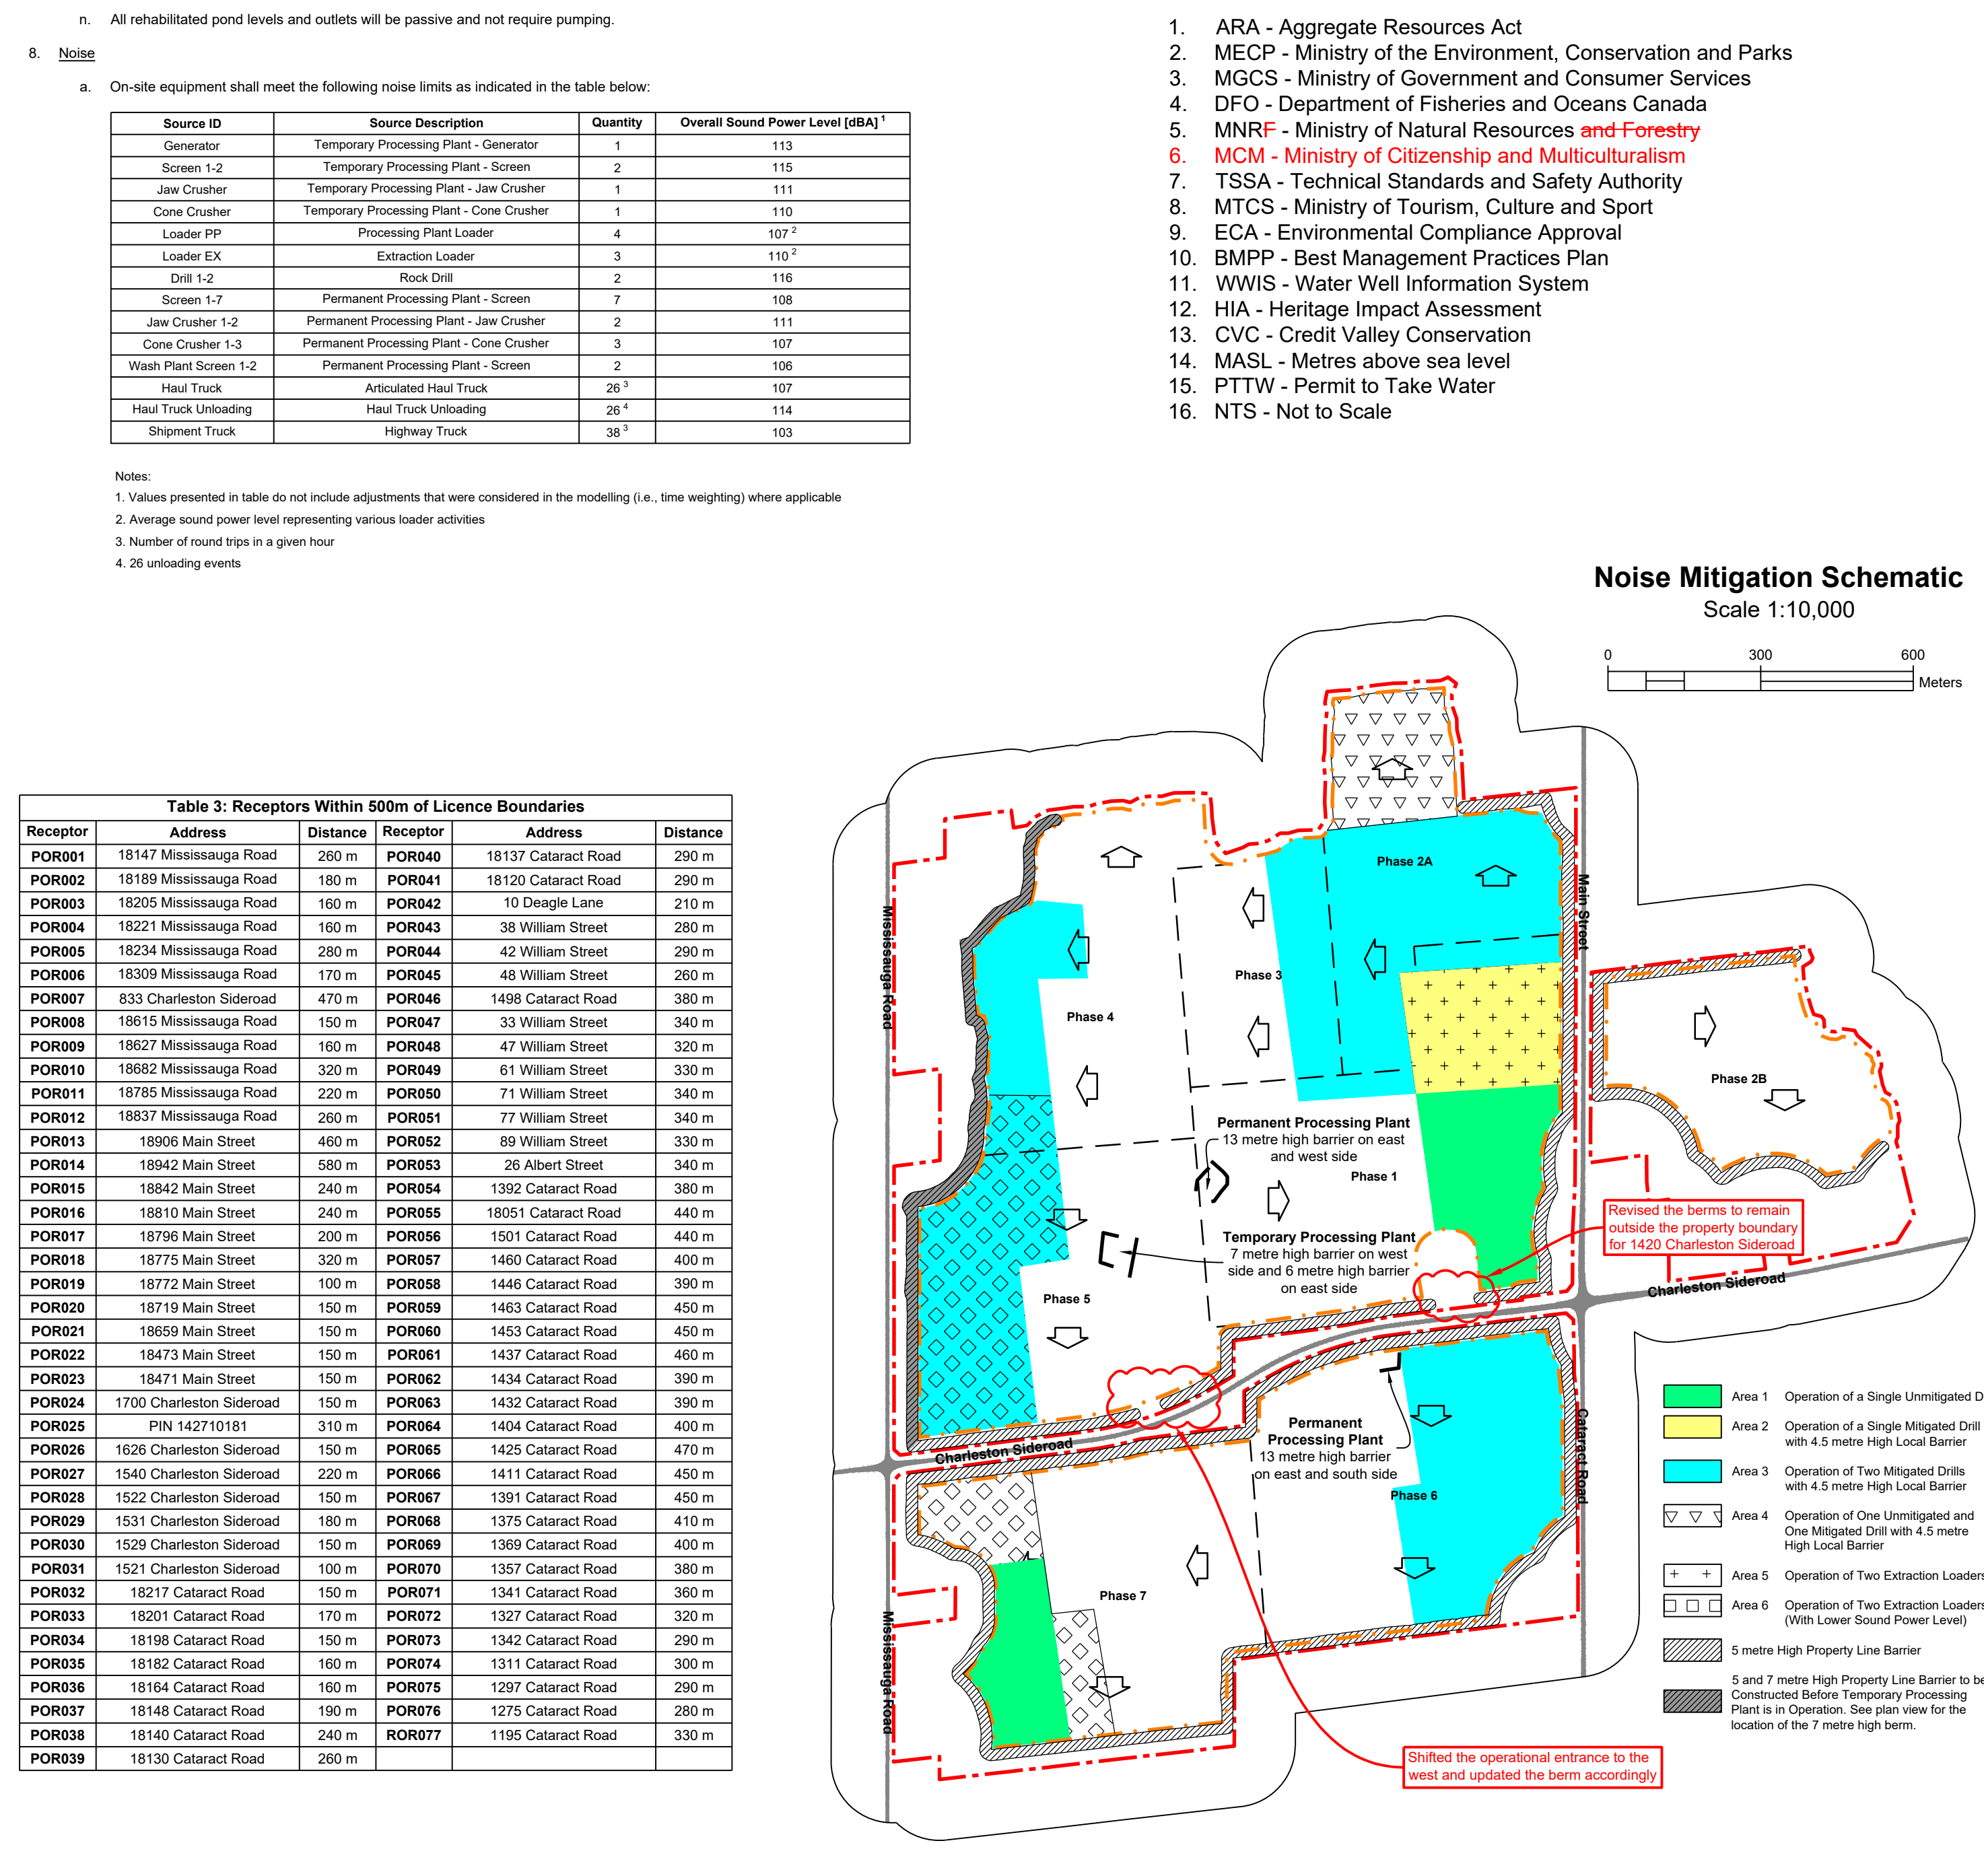 n. All rehabilitated pond levels and outlets will be passive and not require pumping.
8. Noise
a. On-site equipment shall meet the following noise limits as indicated in the table below:
Source ID Source Description Quantity Overall Sound Power Level [dBA] 1
Generator Temporary Processing Plant - Generator 1 113
Screen 1-2 Temporary Processing Plant - Screen 2 115
Jaw Crusher Temporary Processing Plant - Jaw Crusher 1 111
Cone Crusher Temporary Processing Plant - Cone Crusher 1 110
Loader PP Processing Plant Loader 4 107 2
Loader EX Extraction Loader 3 110 2
Drill 1-2 Rock Drill 2 116
Screen 1-7 Permanent Processing Plant - Screen 7 108
Jaw Crusher 1-2 Permanent Processing Plant - Jaw Crusher 2 111
Cone Crusher 1-3 Permanent Processing Plant - Cone Crusher 3 107
Wash Plant Screen 1-2 Permanent Processing Plant - Screen 2 106
Haul Truck Articulated Haul Truck 26 3 107
Haul Truck Unloading Haul Truck Unloading 26 4 114
Shipment Truck Highway Truck 38 3 103
Notes:
1. Values presented in table do not include adjustments that were considered in the modelling (i.e., time weighting) where applicable
2. Average sound power level representing various loader activities
3. Number of round trips in a given hour
4. 26 unloading events
1. ARA - Aggregate Resources Act
2. MECP - Ministry of the Environment, Conservation and Parks
3. MGCS - Ministry of Government and Consumer Services
4. DFO - Department of Fisheries and Oceans Canada
5. MNRF - Ministry of Natural Resources and Forestry
6. MCM - Ministry of Citizenship and Multiculturalism
7. TSSA - Technical Standards and Safety Authority
8. MTCS - Ministry of Tourism, Culture and Sport
9. ECA - Environmental Compliance Approval
10. BMPP - Best Management Practices Plan
11. WWIS - Water Well Information System
12. HIA - Heritage Impact Assessment
13. CVC - Credit Valley Conservation
14. MASL - Metres above sea level
15. PTTW - Permit to Take Water
16. NTS - Not to Scale
Noise Mitigation Schematic
Scale 1:10,000
0 300 600
Meters
Table 3: Receptors Within 500m of Licence Boundaries
Receptor Address Distance Receptor Address Distance
POR001 18147 Mississauga Road 260 m POR040 18137 Cataract Road 290 m
POR002 18189 Mississauga Road 180 m POR041 18120 Cataract Road 290 m
POR003 18205 Mississauga Road 160 m POR042 10 Deagle Lane 210 m
POR004 18221 Mississauga Road 160 m POR043 38 William Street 280 m
POR005 18234 Mississauga Road 280 m POR044 42 William Street 290 m
POR006 18309 Mississauga Road 170 m POR045 48 William Street 260 m
POR007 833 Charleston Sideroad 470 m POR046 1498 Cataract Road 380 m
POR008 18615 Mississauga Road 150 m POR047 33 William Street 340 m
POR009 18627 Mississauga Road 160 m POR048 47 William Street 320 m
POR010 18682 Mississauga Road 320 m POR049 61 William Street 330 m
POR011 18785 Mississauga Road 220 m POR050 71 William Street 340 m
POR012 18837 Mississauga Road 260 m POR051 77 William Street 340 m
POR013 18906 Main Street 460 m POR052 89 William Street 330 m
POR014 18942 Main Street 580 m POR053 26 Albert Street 340 m
POR015 18842 Main Street 240 m POR054 1392 Cataract Road 380 m
POR016 18810 Main Street 240 m POR055 18051 Cataract Road 440 m
POR017 18796 Main Street 200 m POR056 1501 Cataract Road 440 m
POR018 18775 Main Street 320 m POR057 1460 Cataract Road 400 m
POR019 18772 Main Street 100 m POR058 1446 Cataract Road 390 m
POR020 18719 Main Street 150 m POR059 1463 Cataract Road 450 m
POR021 18659 Main Street 150 m POR060 1453 Cataract Road 450 m
POR022 18473 Main Street 150 m POR061 1437 Cataract Road 460 m
POR023 18471 Main Street 150 m POR062 1434 Cataract Road 390 m
POR024 1700 Charleston Sideroad 150 m POR063 1432 Cataract Road 390 m
POR025 PIN 142710181 310 m POR064 1404 Cataract Road 400 m
POR026 1626 Charleston Sideroad 150 m POR065 1425 Cataract Road 470 m
POR027 1540 Charleston Sideroad 220 m POR066 1411 Cataract Road 450 m
POR028 1522 Charleston Sideroad 150 m POR067 1391 Cataract Road 450 m
POR029 1531 Charleston Sideroad 180 m POR068 1375 Cataract Road 410 m
POR030 1529 Charleston Sideroad 150 m POR069 1369 Cataract Road 400 m
POR031 1521 Charleston Sideroad 100 m POR070 1357 Cataract Road 380 m
POR032 18217 Cataract Road 150 m POR071 1341 Cataract Road 360 m
POR033 18201 Cataract Road 170 m POR072 1327 Cataract Road 320 m
POR034 18198 Cataract Road 150 m POR073 1342 Cataract Road 290 m
POR035 18182 Cataract Road 160 m POR074 1311 Cataract Road 300 m
POR036 18164 Cataract Road 160 m POR075 1297 Cataract Road 290 m
POR037 18148 Cataract Road 190 m POR076 1275 Cataract Road 280 m
POR038 18140 Cataract Road 240 m ROR077 1195 Cataract Road 330 m
POR039 18130 Cataract Road 260 m
Phase 2A
Main Street
Mississauga Road
Phase 3
Phase 4
Phase 2B
Permanent Processing Plant
13 metre high barrier on east
and west side
Phase 1
Revised the berms to remain
outside the property boundary
for 1420 Charleston Sideroad
Temporary Processing Plant
7 metre high barrier on west
side and 6 metre high barrier
on east side
Charleston Sideroad
Phase 5
Permanent
Processing Plant
13 metre high barrier
on east and south side
Charleston Sideroad
Cataract Road
Phase 6
Phase 7
Mississauga Road
Shifted the operational entrance to the
west and updated the berm accordingly
Area 1 Operation of a Single Unmitigated D
Area 2 Operation of a Single Mitigated Drill
with 4.5 metre High Local Barrier
Area 3 Operation of Two Mitigated Drills
with 4.5 metre High Local Barrier
Area 4 Operation of One Unmitigated and
One Mitigated Drill with 4.5 metre
High Local Barrier
Area 5 Operation of Two Extraction Loaders
Area 6 Operation of Two Extraction Loaders
(With Lower Sound Power Level)
5 metre High Property Line Barrier
5 and 7 metre High Property Line Barrier to be
Constructed Before Temporary Processing
Plant is in Operation. See plan view for the
location of the 7 metre high berm.